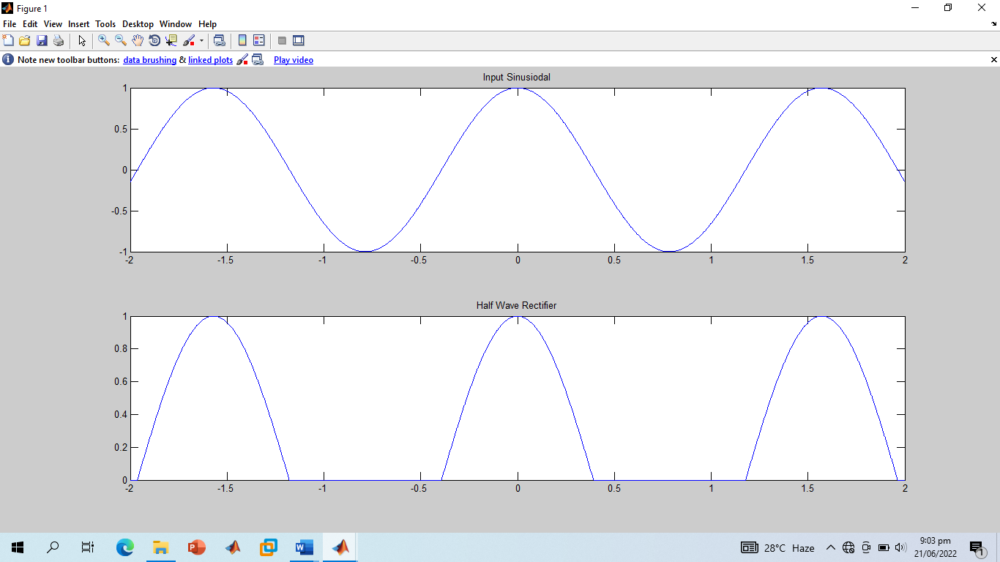 Figure 1
File Edit View Insert Tools Desktop Window Help
Note new toolbar buttons: data brushing & linked plots Play video
Input Sinusiodal
1
0.5
0
-0.5
-1
-2 -1.5 -1 -0.5 0 0.5 1 1.5 2
Half Wave Rectifier
1
0.8
0.6
0.4
0.2
0
-2 -1.5 -1 -0.5 0 0.5 1 1.5 2
28°C Haze
9:03 pm
21/06/2022
1